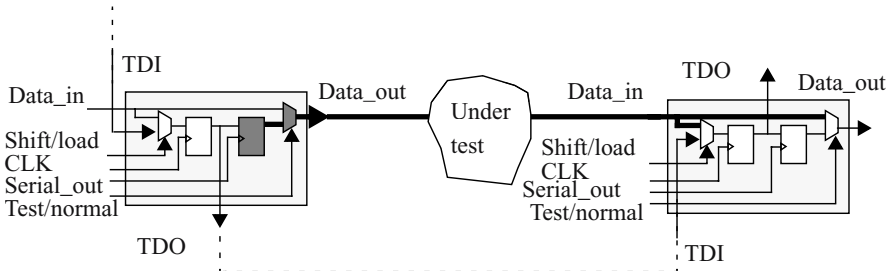 TDI
Data_in
Shift/load
CLK
Serial_out
Test/normal
TDO
Data_out
Under
test
Data_in
TDO
Data_out
Shift/load
CLK
Serial_out
Test/normal
TDI